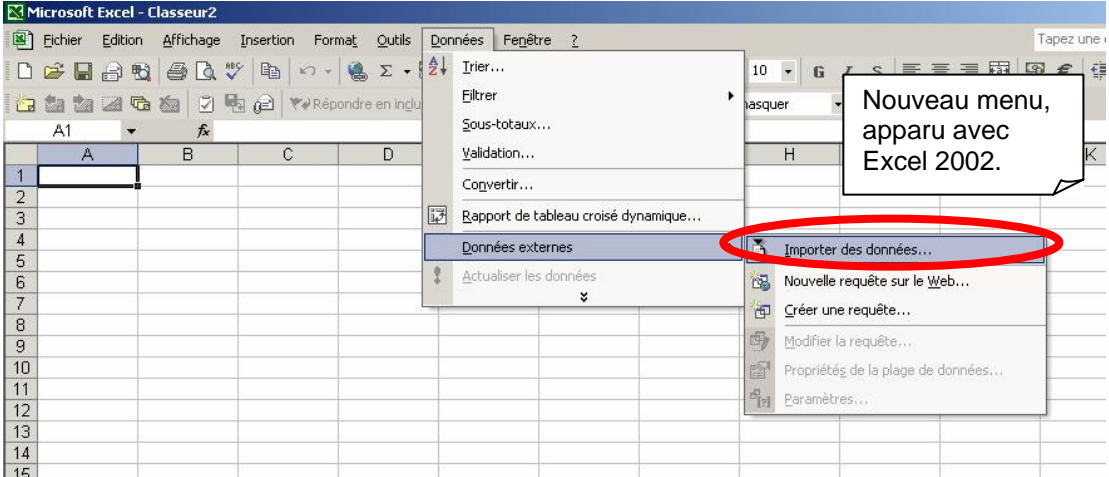 Microsoft Excel - Classeur2
Fichier Edition Affichage Insertion Format Outils Données Fenêtre ?
Tapez une
Trier...
10 G I S €
Filtrer
Répondre en inclu
masquer
Nouveau menu,
apparu avec
Excel 2002.
Sous-totaux...
A1 fx
Validation...
A B C D H K
Convertir...
1
2
Rapport de tableau croisé dynamique...
3
4
Données externes
Importer des données...
5
Actualiser les données
6
Nouvelle requête sur le Web...
7
Créer une requête...
8
9
Modifier la requête...
10
Propriétés de la plage de données...
11
Paramètres...
12
13
14
15